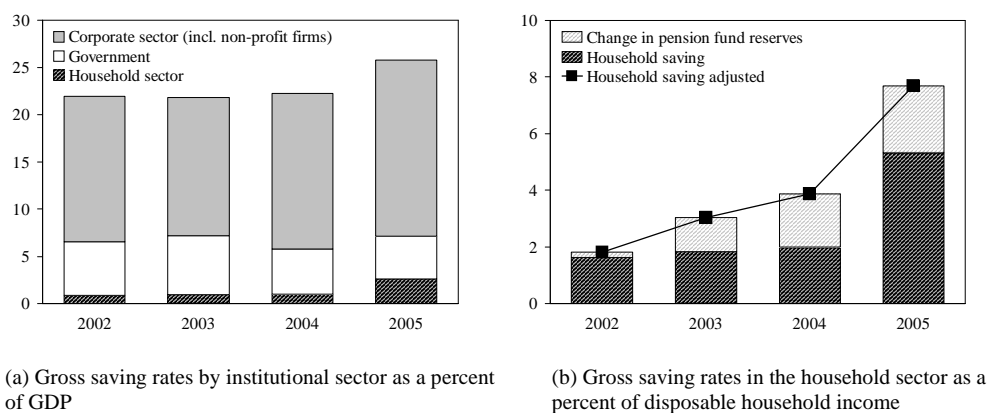 30
25
20
15
10
5
0
Corporate sector (incl. non-profit firms)
Government
Household sector
2002 2003 2004 2005
(a) Gross saving rates by institutional sector as a percent
of GDP
10
8
6
4
2
0
Change in pension fund reserves
Household saving
Household saving adjusted
2002 2003 2004 2005
(b) Gross saving rates in the household sector as a
percent of disposable household income